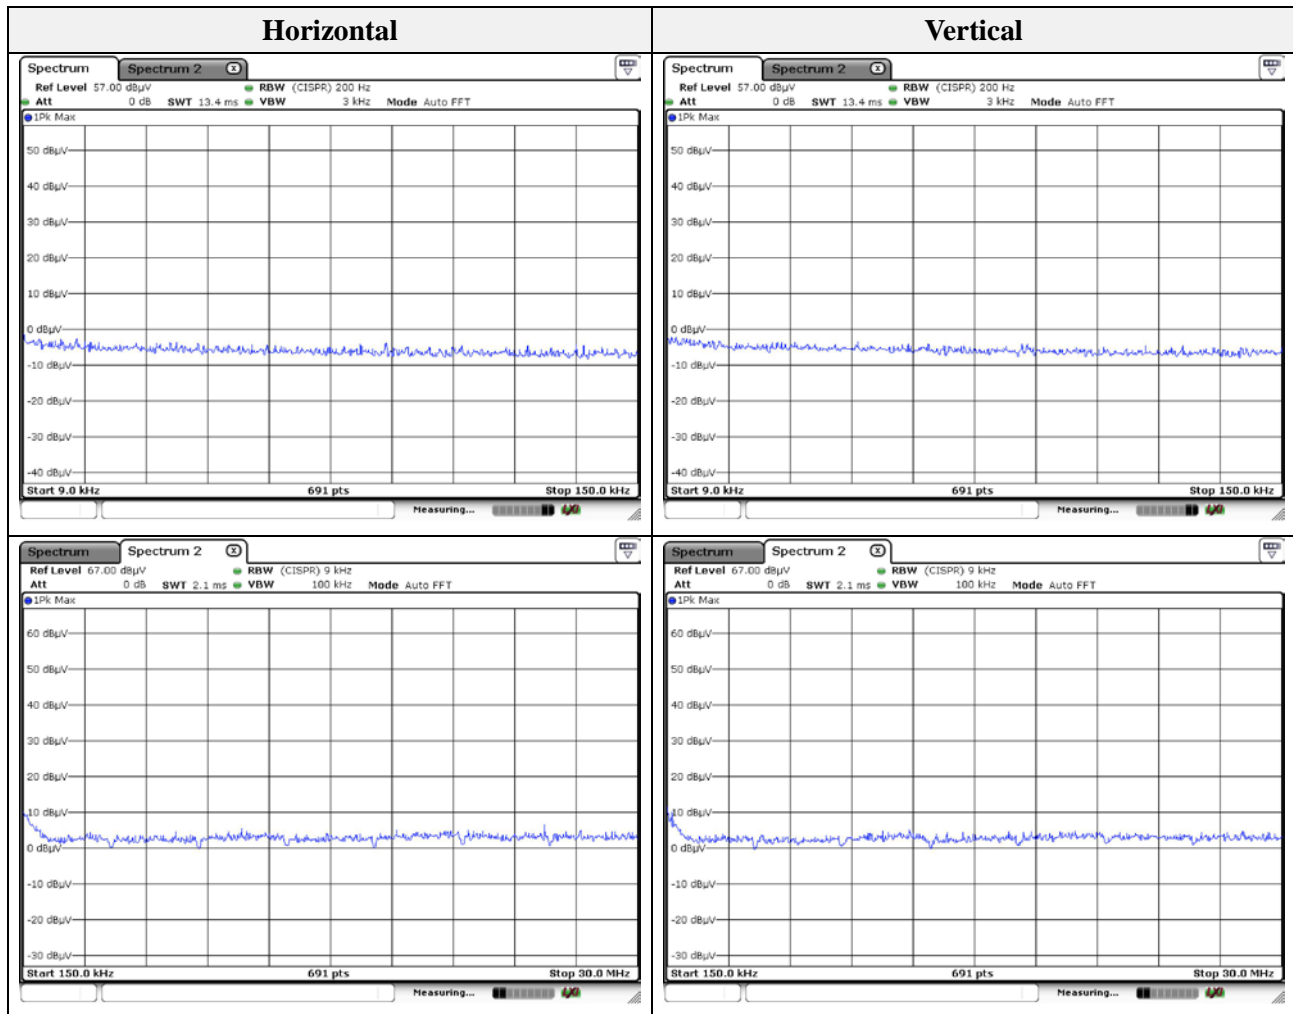 Horizontal
Vertical
Spectrum Spectrum 2 X
Ref Level 57.00 dBµV RBW (CISPR) 200 Hz
Att 0 dB SWT 13.4 ms VBW 3 kHz Mode Auto FFT
1Pk Max
50 dBµV
40 dBµV
30 dBµV
20 dBµV
10 dBµV
0 dBµV
-10 dBµV
-20 dBµV
-30 dBµV
-40 dBµV
Start 9.0 kHz 691 pts Stop 150.0 kHz
Measuring...
Spectrum Spectrum 2 X
Ref Level 57.00 dBµV RBW (CISPR) 200 Hz
Att 0 dB SWT 13.4 ms VBW 3 kHz Mode Auto FFT
1Pk Max
50 dBµV
40 dBµV
30 dBµV
20 dBµV
10 dBµV
0 dBµV
-10 dBµV
-20 dBµV
-30 dBµV
-40 dBµV
Start 9.0 kHz 691 pts Stop 150.0 kHz
Measuring...
Spectrum Spectrum 2 X
Ref Level 67.00 dBµV RBW (CISPR) 9 kHz
Att 0 dB SWT 2.1 ms VBW 100 kHz Mode Auto FFT
1Pk Max
60 dBµV
50 dBµV
40 dBµV
30 dBµV
20 dBµV
10 dBµV
0 dBµV
-10 dBµV
-20 dBµV
-30 dBµV
Start 150.0 kHz 691 pts Stop 30.0 MHz
Measuring...
Spectrum Spectrum 2 X
Ref Level 67.00 dBµV RBW (CISPR) 9 kHz
Att 0 dB SWT 2.1 ms VBW 100 kHz Mode Auto FFT
1Pk Max
60 dBµV
50 dBµV
40 dBµV
30 dBµV
20 dBµV
10 dBµV
0 dBµV
-10 dBµV
-20 dBµV
-30 dBµV
Start 150.0 kHz 691 pts Stop 30.0 MHz
Measuring...